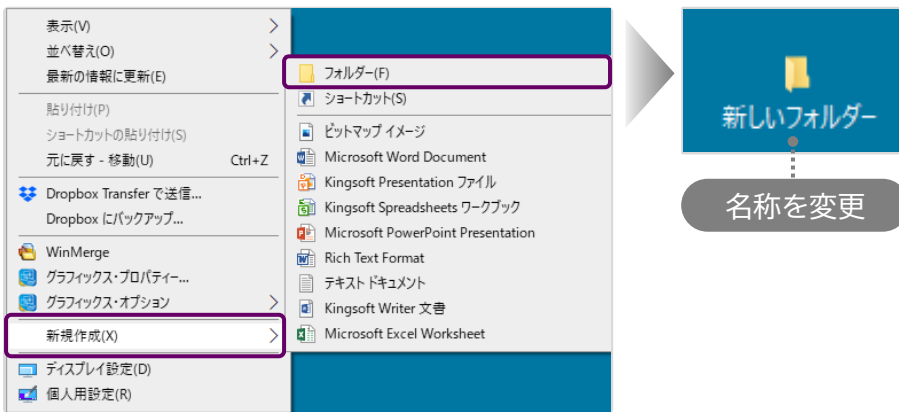 表示(V)
並べ替え(O)
最新の情報に更新(E)
貼り付け(P)
ショートカットの貼り付け(S)
元に戻す - 移動(U) Ctrl+Z
Dropbox Transfer で送信...
Dropbox にバックアップ...
WinMerge
グラフィックス・プロパティー...
グラフィックス・オプション
新規作成(X)
ディスプレイ設定(D)
個人用設定(R)
フォルダー(F)
ショートカット(S)
ビットマップ イメージ
Microsoft Word Document
Kingsoft Presentation ファイル
Kingsoft Spreadsheets ワークブック
Microsoft PowerPoint Presentation
Rich Text Format
テキスト ドキュメント
Kingsoft Writer 文書
Microsoft Excel Worksheet
新しいフォルダー
名称を変更